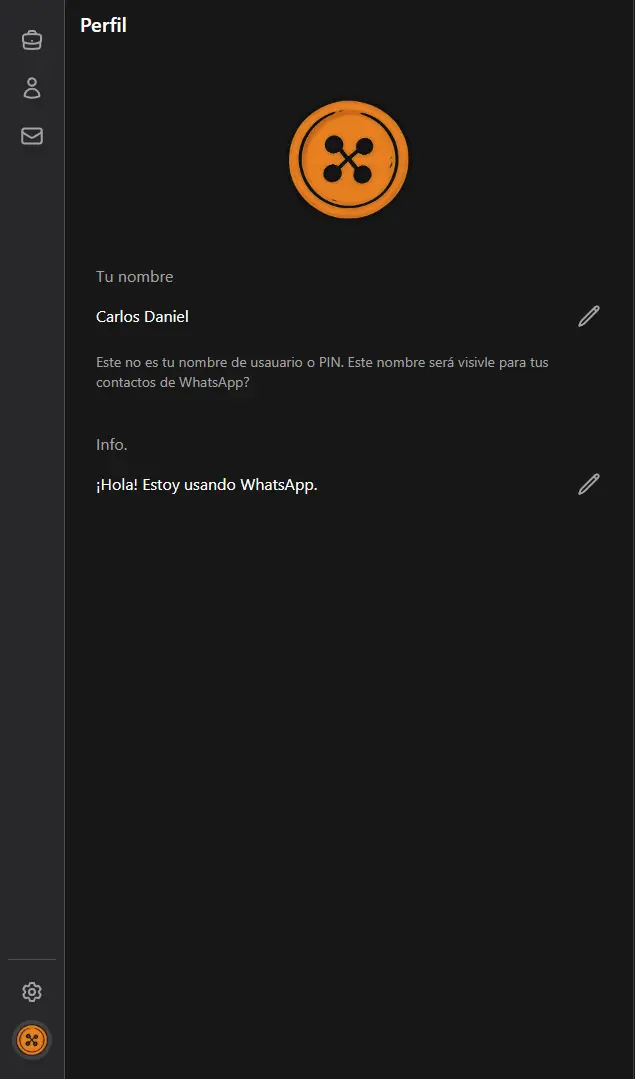 Perfil
Tu nombre
Carlos Daniel
Este no es tu nombre de usauario o PIN. Este nombre será visivle para tus
contactos de WhatsApp?
Info.
¡Hola! Estoy usando WhatsApp.